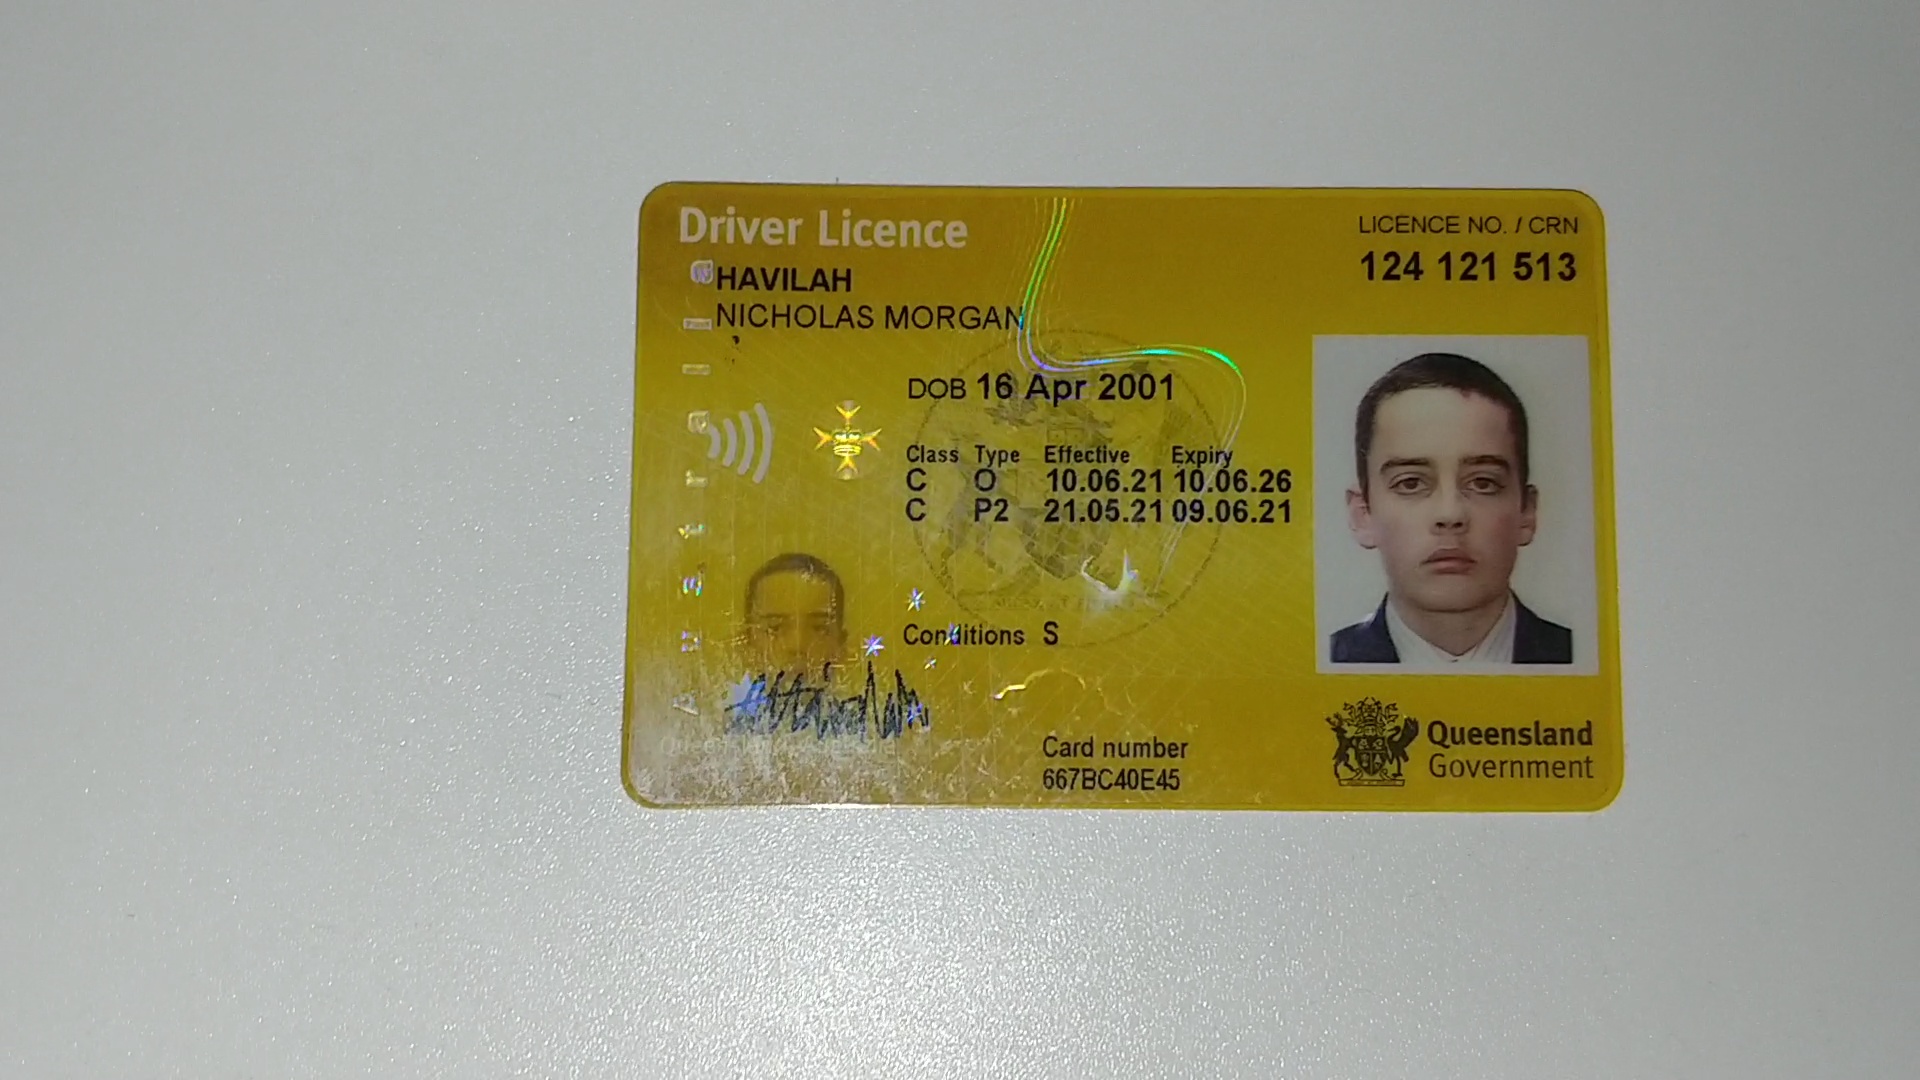 Driver Licence
LICENCE NO. / CRN
124 121 513
HAVILAH
NICHOLAS MORGAN
DOB 16 Apr 2001
Class Type Effective Expiry
C O 10.06.21 10.06.26
C P2 21.05.21 09.06.21
Conditions S
Card number
667BC40E45
Queensland
Government